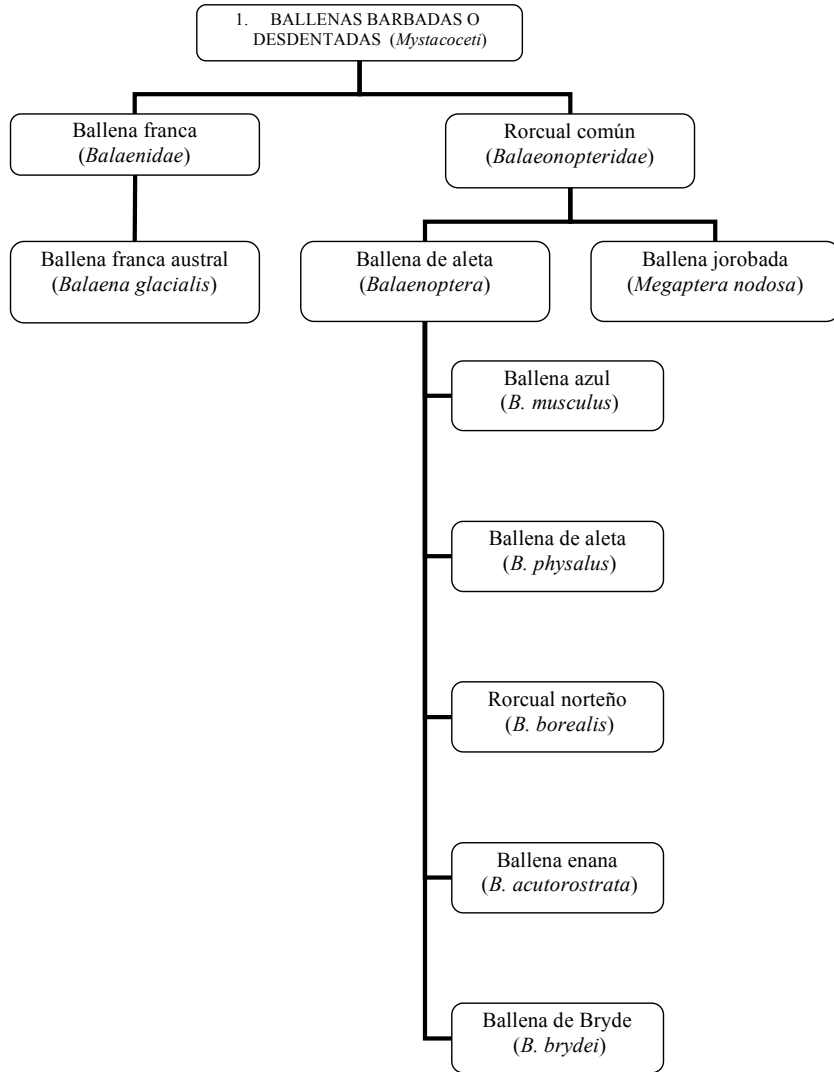 1. BALLENAS BARBADAS O
DESDENTADAS (Mystacoceti)
Ballena franca
(Balaenidae)
Rorcual común
(Balaeonopteridae)
Ballena franca austral
(Balaena glacialis)
Ballena de aleta
(Balaenoptera)
Ballena jorobada
(Megaptera nodosa)
Ballena azul
(B. musculus)
Ballena de aleta
(B. physalus)
Rorcual norteño
(B. borealis)
Ballena enana
(B. acutorostrata)
Ballena de Bryde
(B. brydei)